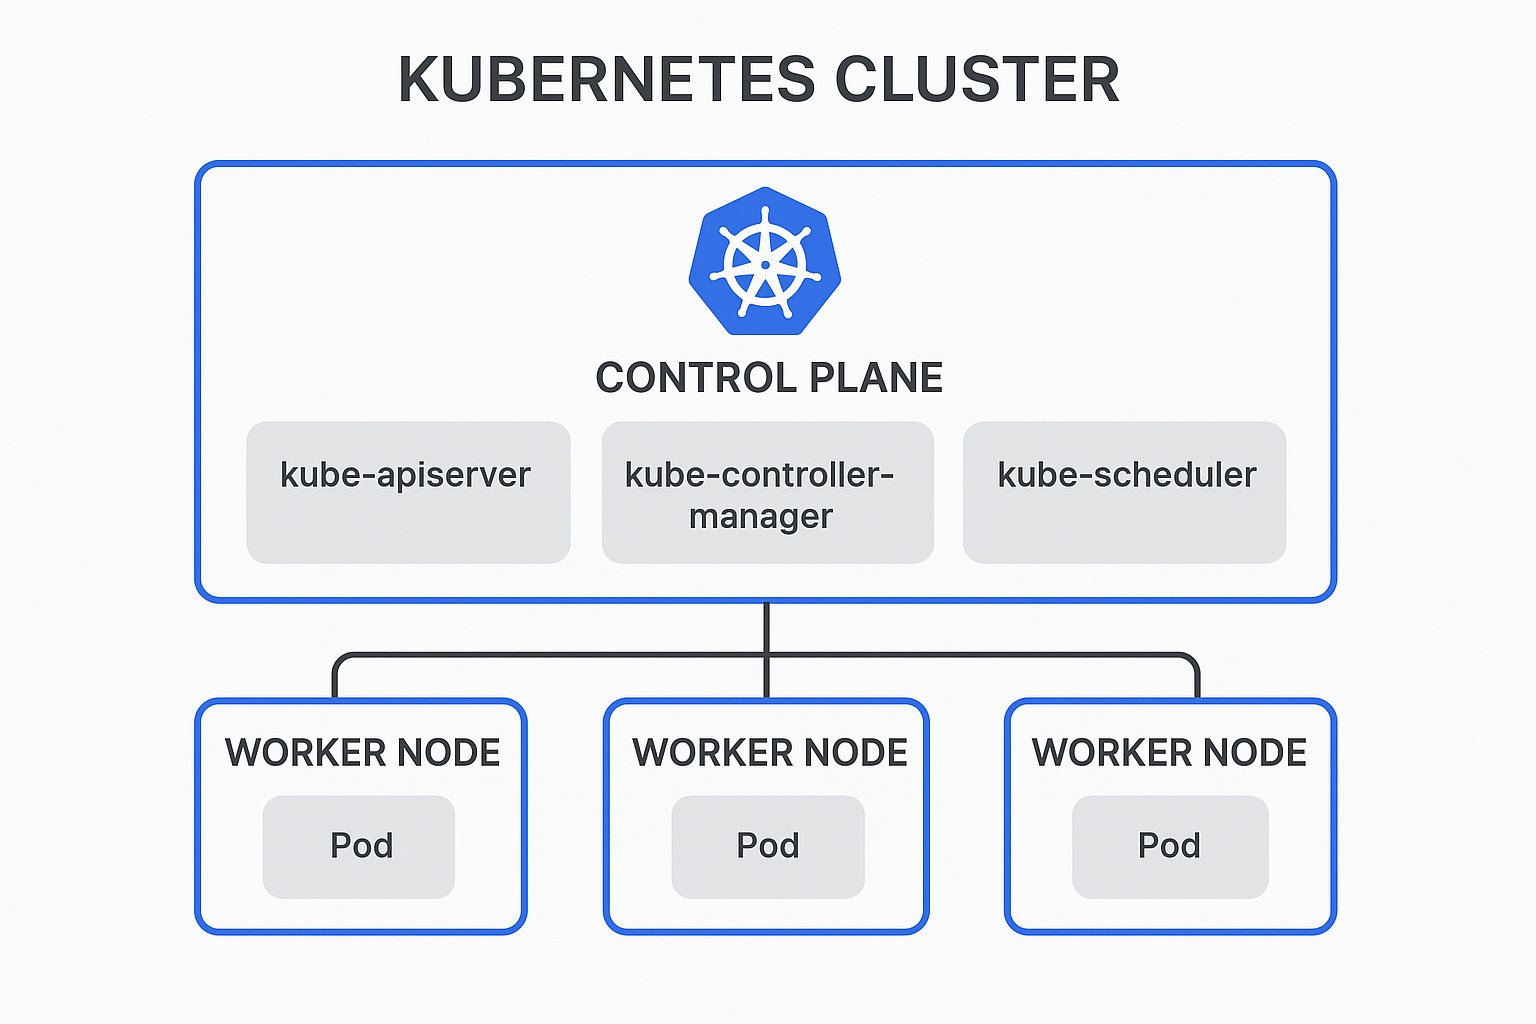 KUBERNETES CLUSTER
CONTROL PLANE
kube-apiserver
kube-controller-
manager
kube-scheduler
WORKER NODE
Pod
WORKER NODE
Pod
WORKER NODE
Pod